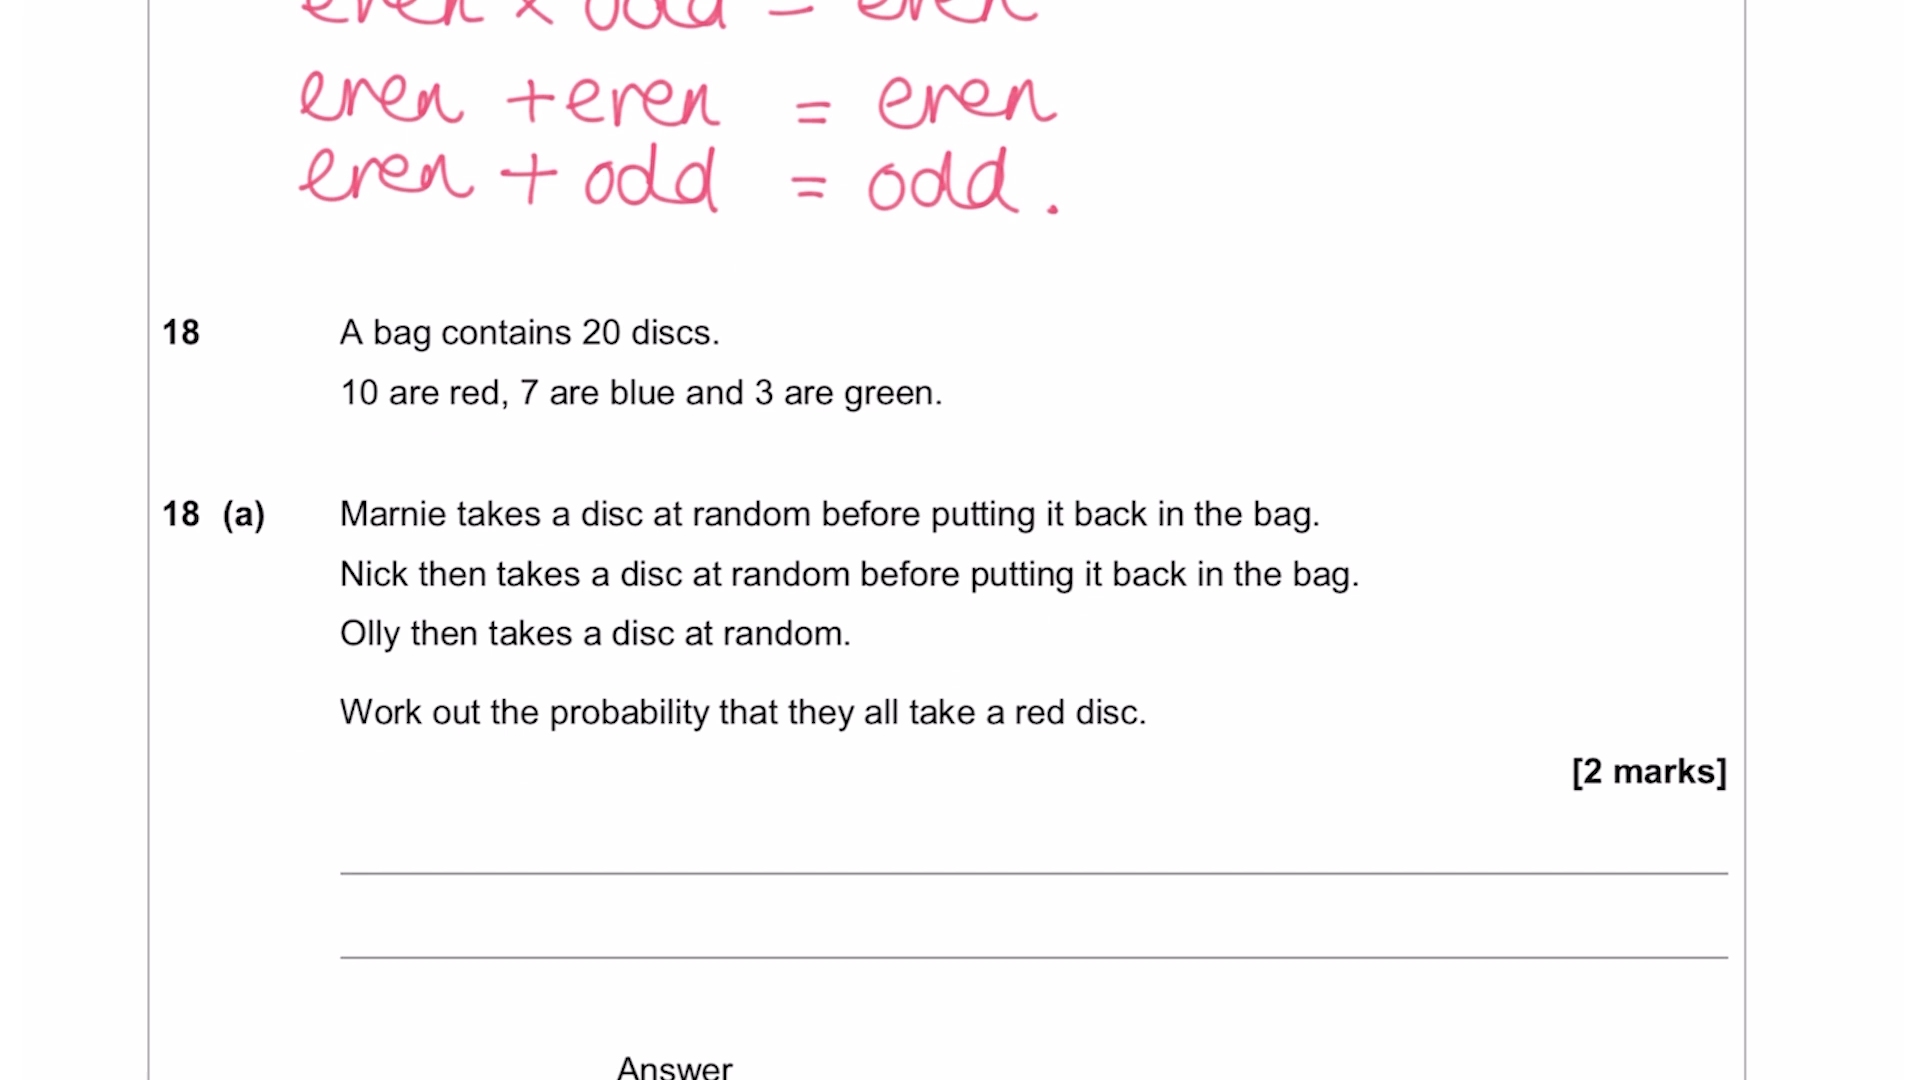 even × odd = even
even + even = even
even + odd = odd.
18 A bag contains 20 discs.
10 are red, 7 are blue and 3 are green.
18 (a) Marnie takes a disc at random before putting it back in the bag.
Nick then takes a disc at random before putting it back in the bag.
Olly then takes a disc at random.
Work out the probability that they all take a red disc.
[2 marks]
Answer